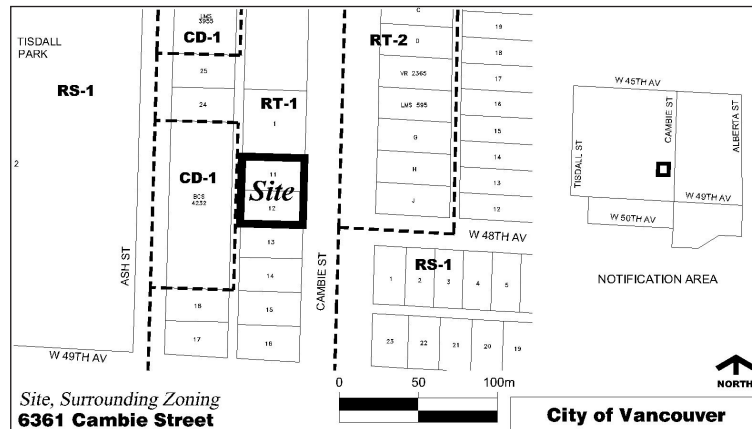 LMS
3955
TISDALL
PARK
CD-1
25
24
RS-1
RT-1
1
2
CD-1
BCS
4252
11
Site
12
13
14
15
16
18
17
ASH ST
CAMBIE ST
W 49TH AV
RT-2
C
D
VR 2365
LMS 595
G
H
J
19
18
17
16
15
14
13
12
W 48TH AV
RS-1
1
2
3
4
5
23
22
21
20
19
W 45TH AV
TISDALL ST
CAMBIE ST
ALBERTA ST
W 49TH AV
W 50TH AV
NOTIFICATION AREA
NORTH
0
50
100m
Site, Surrounding Zoning
6361 Cambie Street
City of Vancouver